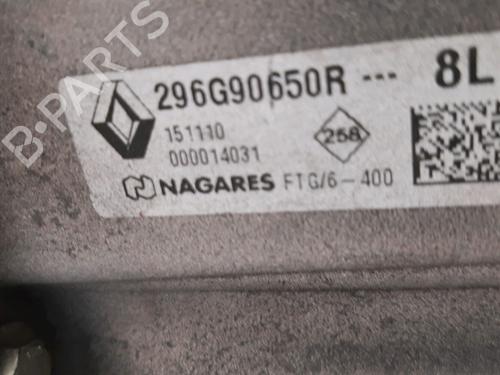 296G90650R --- 8L
151110
000014031
258
NAGARES FTG/6-400
B-PARTS